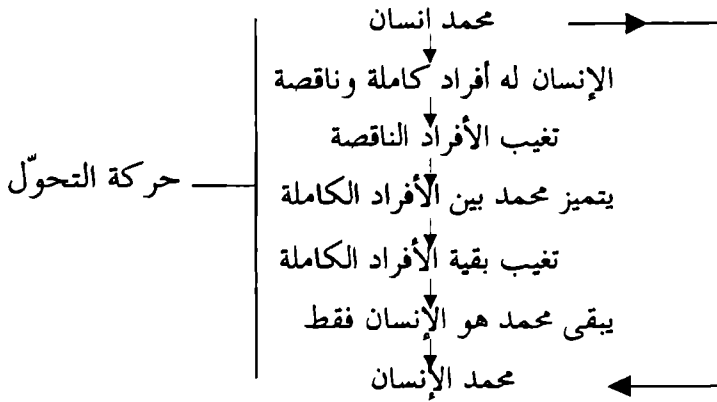 محمد انسان
الإنسان له أفراد كاملة وناقصة
تغيب الأفراد الناقصة
يتميز محمد بين الأفراد الكاملة
حركة التحوّل
تغيب بقية الأفراد الكاملة
يبقى محمد هو الإنسان فقط
محمد الإنسان